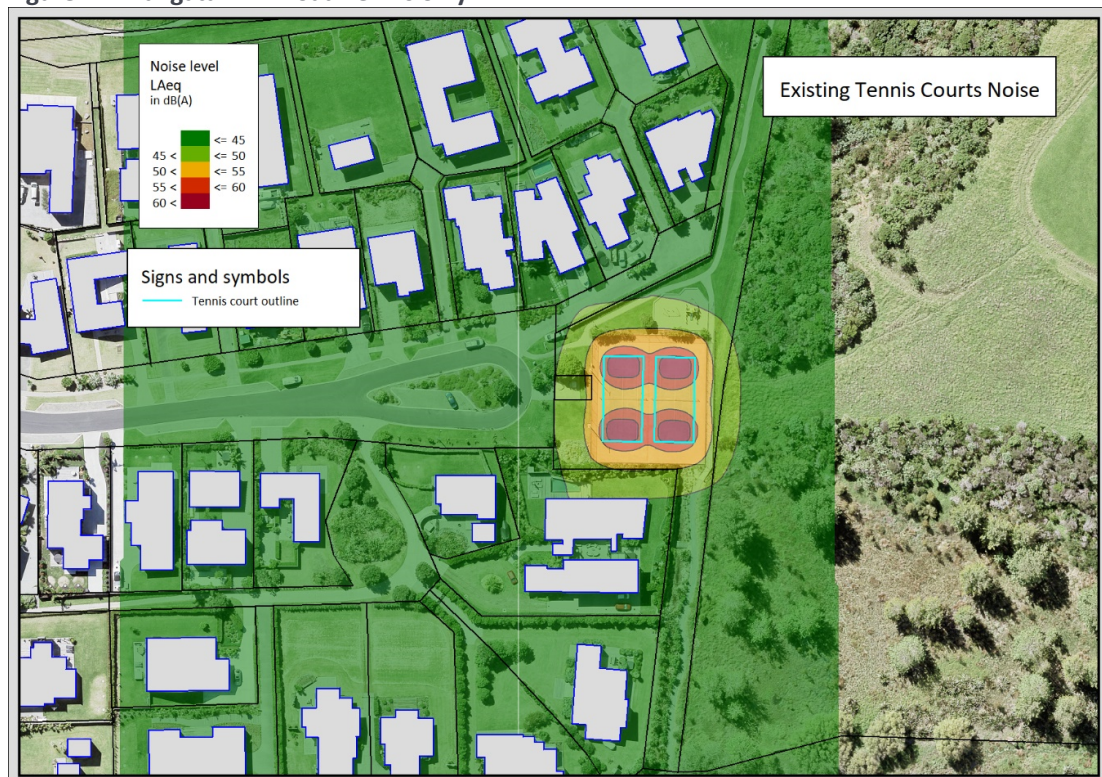 Existing Tennis Courts Noise
Noise level
LAeq
in dB(A)
<= 45
45 < <= 50
50 < <= 55
55 < <= 60
60 <
Signs and symbols
Tennis court outline